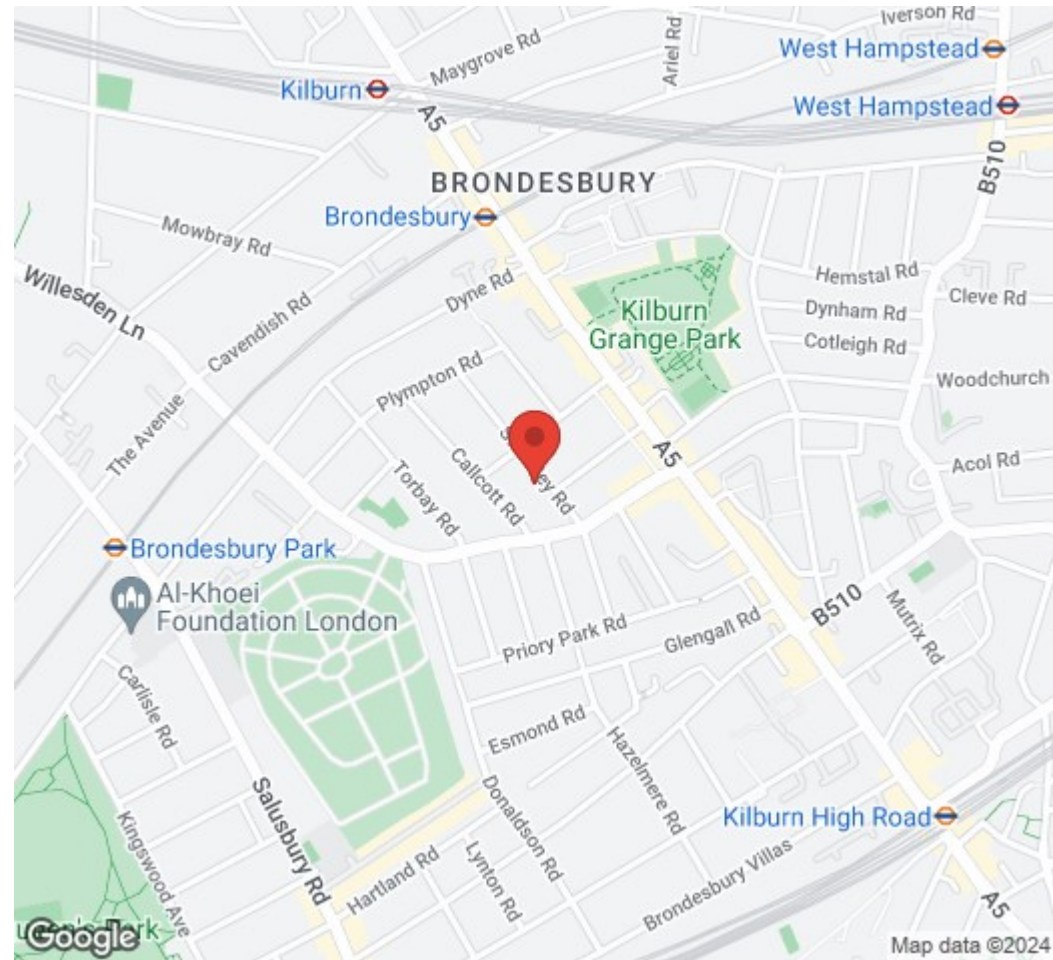 Iverson Rd
Maygrove Rd
Ariel Rd
West Hampstead
Kilburn
West Hampstead
A5
B510
BRONDESBURY
Brondesbury
Mowbray Rd
Willesden Ln
Cavendish Rd
Dyne Rd
Hemstal Rd
Kilburn
Grange Park
Dynham Rd
Cleve Rd
Cotleigh Rd
Plympton Rd
Woodchurch
The Avenue
A5
Callcott Rd
Torbay Rd
Acol Rd
Brondesbury Park
Al-Khoei
Foundation London
B510
Mutrix Rd
Priory Park Rd
Glengall Rd
Carlisle Rd
Esmond Rd
Hazelmere Rd
Salusbury Rd
Donaldson Rd
Kilburn High Road
Kingswood Ave
Hartland Rd
Lynton Rd
Brondesbury Villas
A5
Google
Map data ©2024